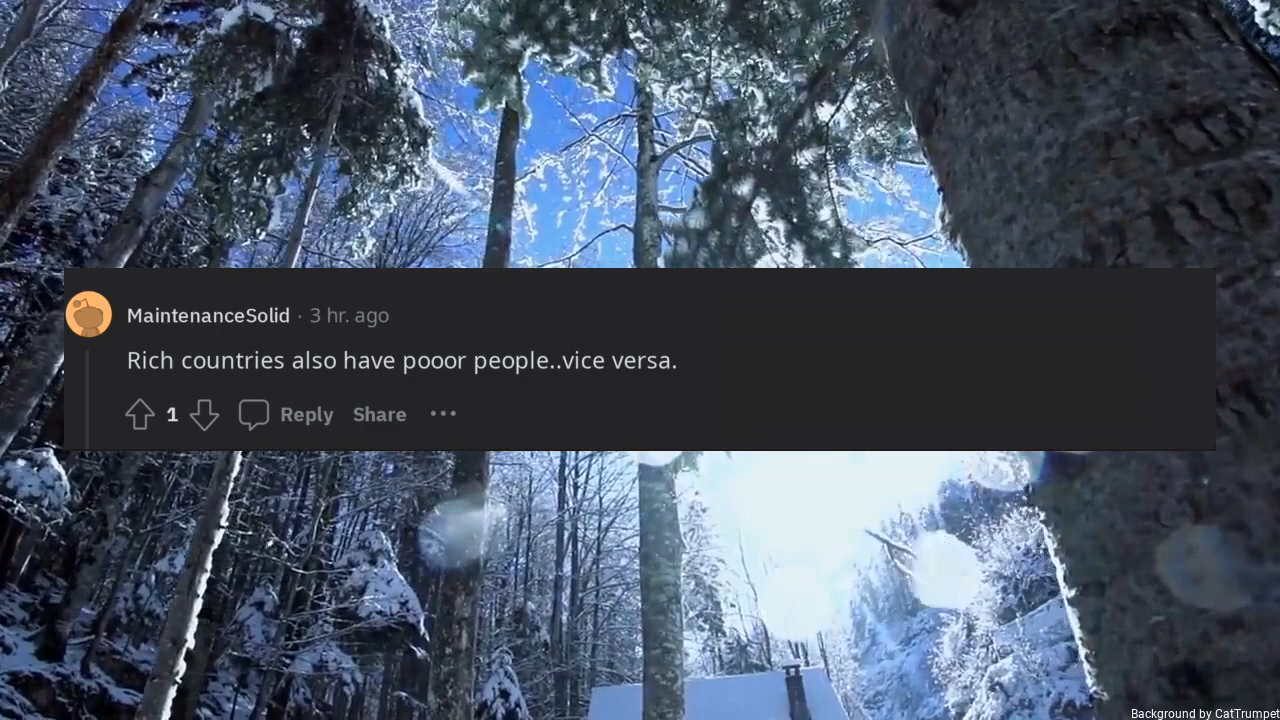 MaintenanceSolid · 3 hr. ago
Rich countries also have pooor people..vice versa.
1 Reply Share ···
Background by CatTrumpet